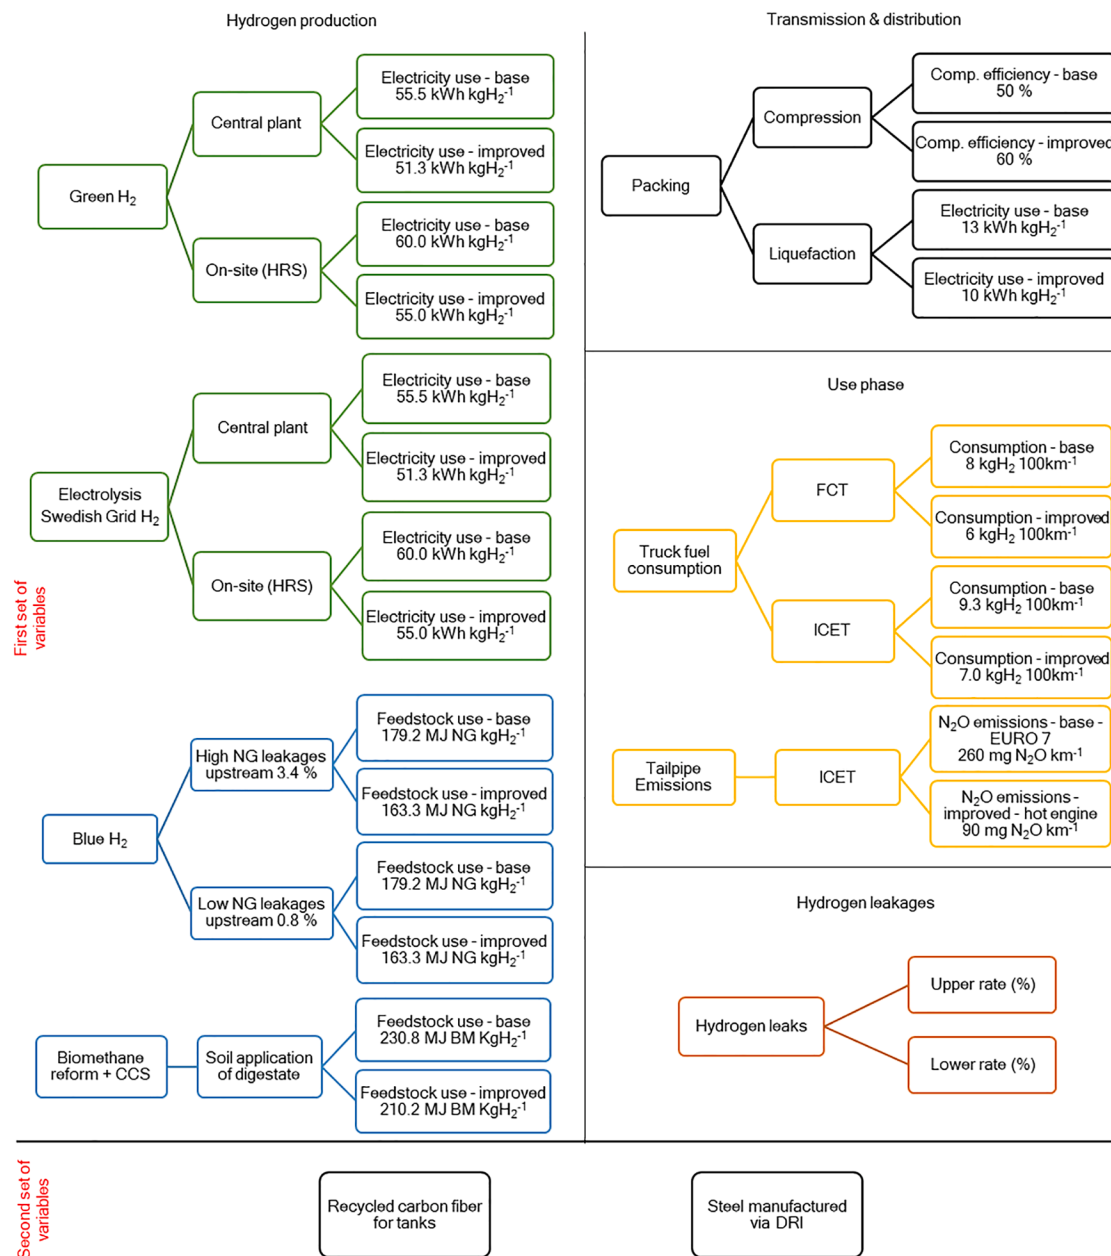 Hydrogen production
Green H₂
Central plant
Electricity use - base
55.5 kWh kgH₂⁻¹
Electricity use - improved
51.3 kWh kgH₂⁻¹
On-site (HRS)
Electricity use - base
60.0 kWh kgH₂⁻¹
Electricity use - improved
55.0 kWh kgH₂⁻¹
Electrolysis
Swedish Grid H₂
Central plant
Electricity use - base
55.5 kWh kgH₂⁻¹
Electricity use - improved
51.3 kWh kgH₂⁻¹
On-site (HRS)
Electricity use - base
60.0 kWh kgH₂⁻¹
Electricity use - improved
55.0 kWh kgH₂⁻¹
First set of
variables
Blue H₂
High NG leakages
upstream 3.4 %
Feedstock use - base
179.2 MJ NG kgH₂⁻¹
Feedstock use - improved
163.3 MJ NG kgH₂⁻¹
Low NG leakages
upstream 0.8 %
Feedstock use - base
179.2 MJ NG kgH₂⁻¹
Feedstock use - improved
163.3 MJ NG kgH₂⁻¹
Biomethane
reform + CCS
Soil application
of digestate
Feedstock use - base
230.8 MJ BM KgH₂⁻¹
Feedstock use - improved
210.2 MJ BM KgH₂⁻¹
Transmission & distribution
Packing
Compression
Comp. efficiency - base
50 %
Comp. efficiency - improved
60 %
Liquefaction
Electricity use - base
13 kWh kgH₂⁻¹
Electricity use - improved
10 kWh kgH₂⁻¹
Use phase
Truck fuel
consumption
FCT
Consumption - base
8 kgH₂ 100km⁻¹
Consumption - improved
6 kgH₂ 100km⁻¹
ICET
Consumption - base
9.3 kgH₂ 100km⁻¹
Consumption - improved
7.0 kgH₂ 100km⁻¹
Tailpipe
Emissions
ICET
N₂O emissions - base -
EURO 7
260 mg N₂O km⁻¹
N₂O emissions -
improved - hot engine
90 mg N₂O km⁻¹
Hydrogen leakages
Hydrogen leaks
Upper rate (%)
Lower rate (%)
Second set of
variables
Recycled carbon fiber
for tanks
Steel manufactured
via DRI